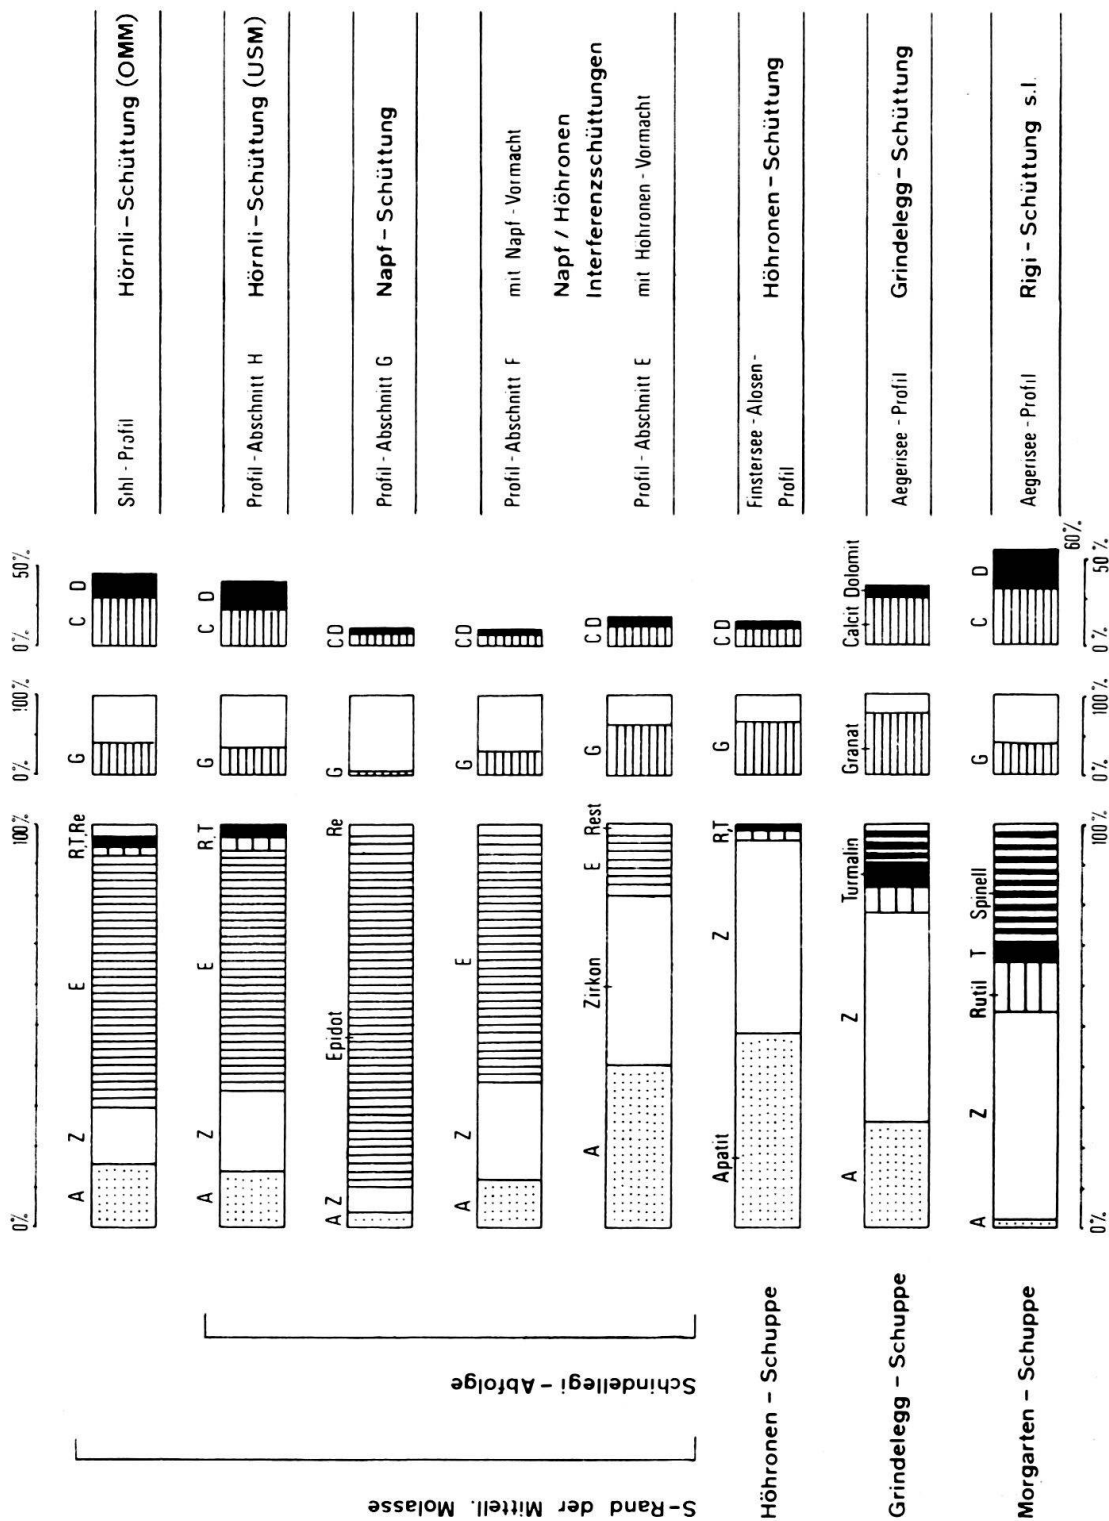 0% 100% 0% 100% 0% 50%
A Z E R,T,Re G C D
Sihl - Profil Hörnli – Schüttung (OMM)
A Z E R,T G C D
Profil - Abschnitt H Hörnli – Schüttung (USM)
A Z Epidot Re G C D
Profil - Abschnitt G Napf – Schüttung
A Z E G C D
Profil - Abschnitt F mit Napf - Vormacht
Napf / Höhronen
Interferenzschüttungen
A Zirkon E Rest G C D
Profil - Abschnitt E mit Höhronen - Vormacht
S-Rand der Mittell. Molasse
Schindellegi – Abfolge
Apatit Z R,T G C D
Höhronen – Schuppe
Finstersee - Alosen -
Profil
Höhronen – Schüttung
A Z Turmalin Granat Calcit Dolomit
Grindelegg – Schuppe
Aegerisee - Profil Grindelegg – Schüttung
A Z Rutil T Spinell G C D
Morgarten – Schuppe
Aegerisee - Profil Rigi – Schüttung s.l.
60%
0% 100% 0% 100% 0% 50%